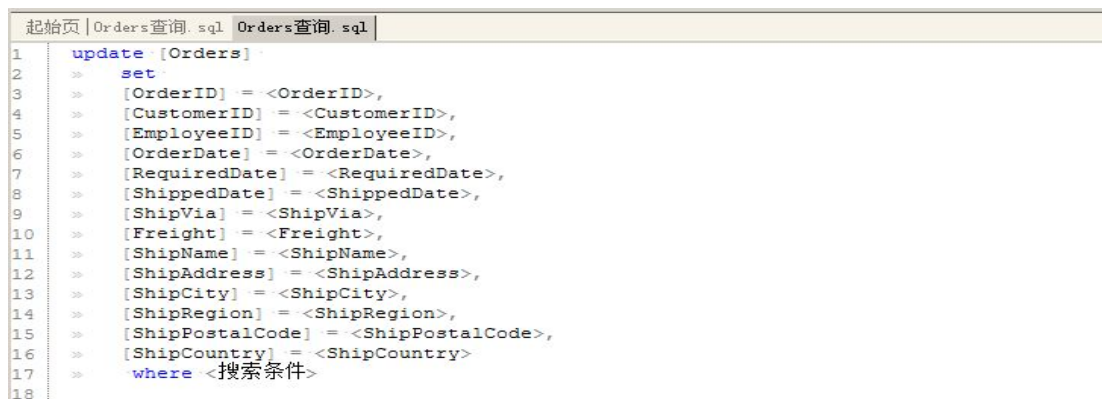 起始页 | Orders查询.sql Orders查询.sql
1 update [Orders]
2 set
3 [OrderID] = <OrderID>,
4 [CustomerID] = <CustomerID>,
5 [EmployeeID] = <EmployeeID>,
6 [OrderDate] = <OrderDate>,
7 [RequiredDate] = <RequiredDate>,
8 [ShippedDate] = <ShippedDate>,
9 [ShipVia] = <ShipVia>,
10 [Freight] = <Freight>,
11 [ShipName] = <ShipName>,
12 [ShipAddress] = <ShipAddress>,
13 [ShipCity] = <ShipCity>,
14 [ShipRegion] = <ShipRegion>,
15 [ShipPostalCode] = <ShipPostalCode>,
16 [ShipCountry] = <ShipCountry>
17 where <搜索条件>
18